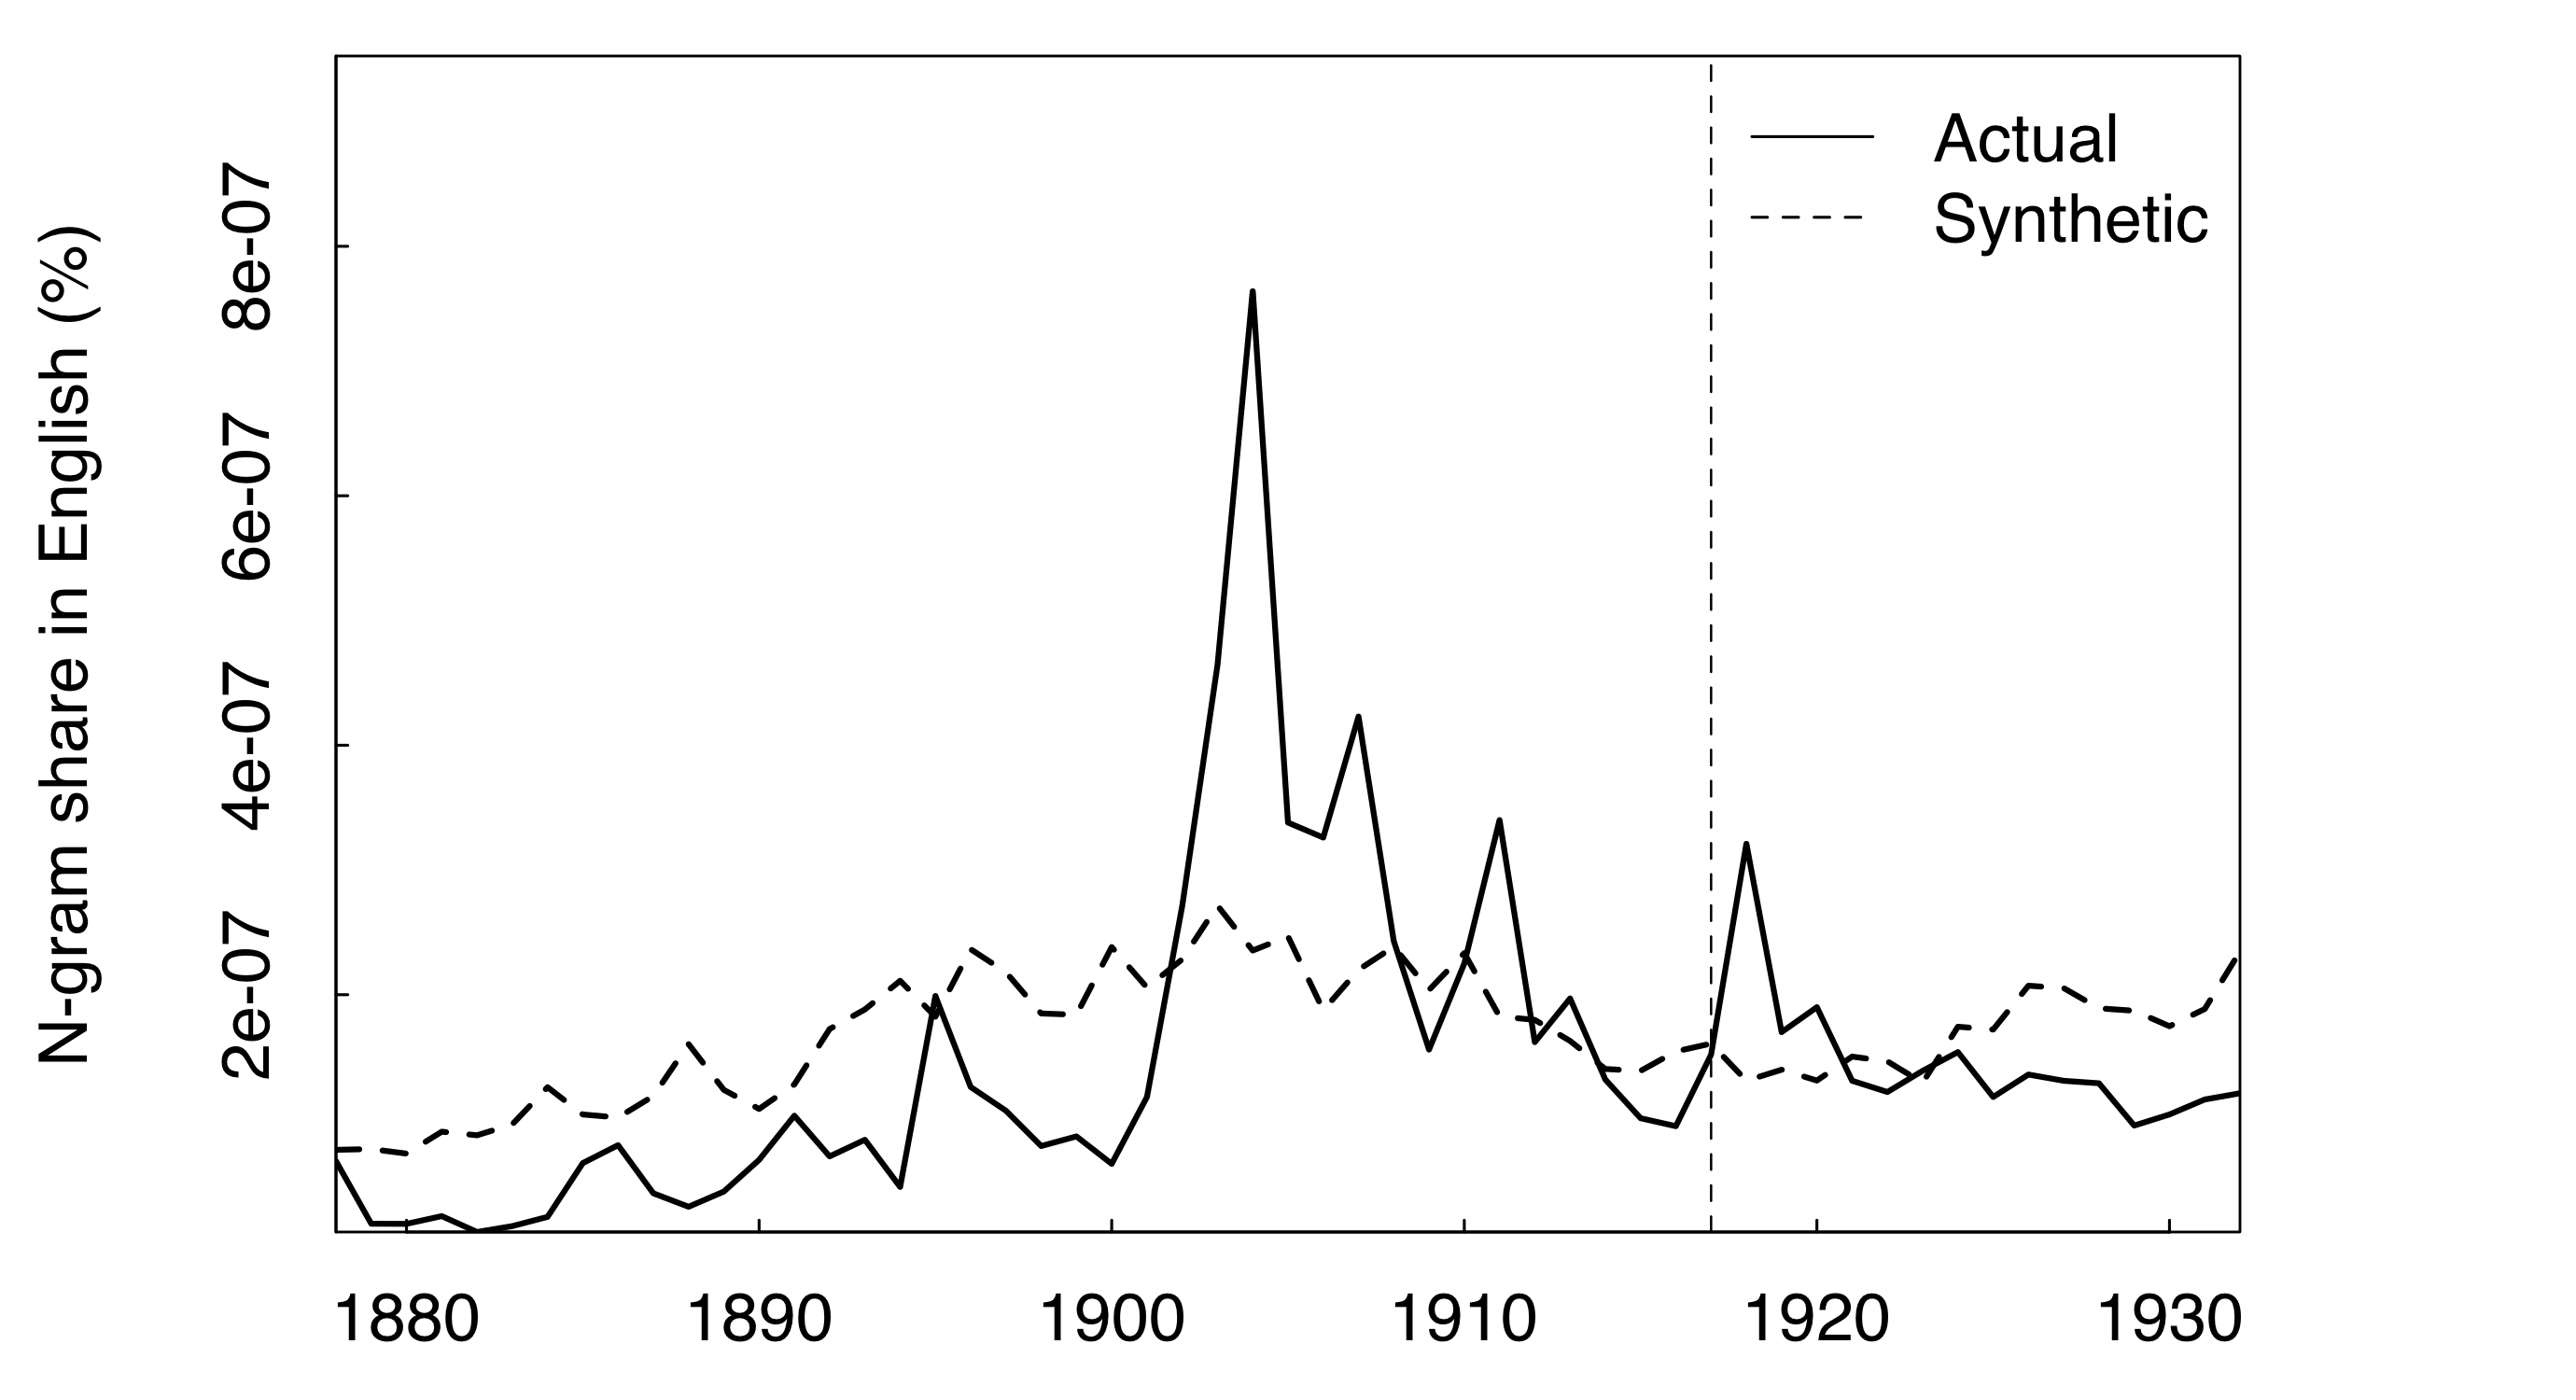 N-gram share in English (%)
8e-07
6e-07
4e-07
2e-07
Actual
Synthetic
1880 1890 1900 1910 1920 1930